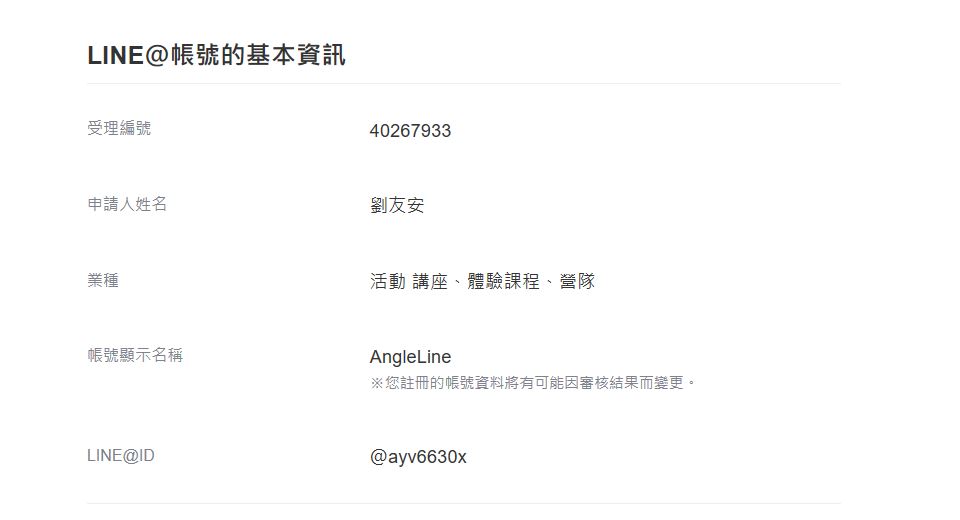 LINE@帳號的基本資訊
受理編號 40267933
申請人姓名 劉友安
業種 活動 講座、體驗課程、營隊
帳號顯示名稱 AngleLine
※您註冊的帳號資料將有可能因審核結果而變更。
LINE@ID @ayv6630x